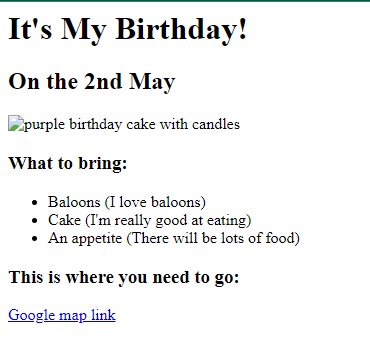 It's My Birthday!
On the 2nd May
purple birthday cake with candles
What to bring:
Baloons (I love baloons)
Cake (I'm really good at eating)
An appetite (There will be lots of food)
This is where you need to go:
Google map link